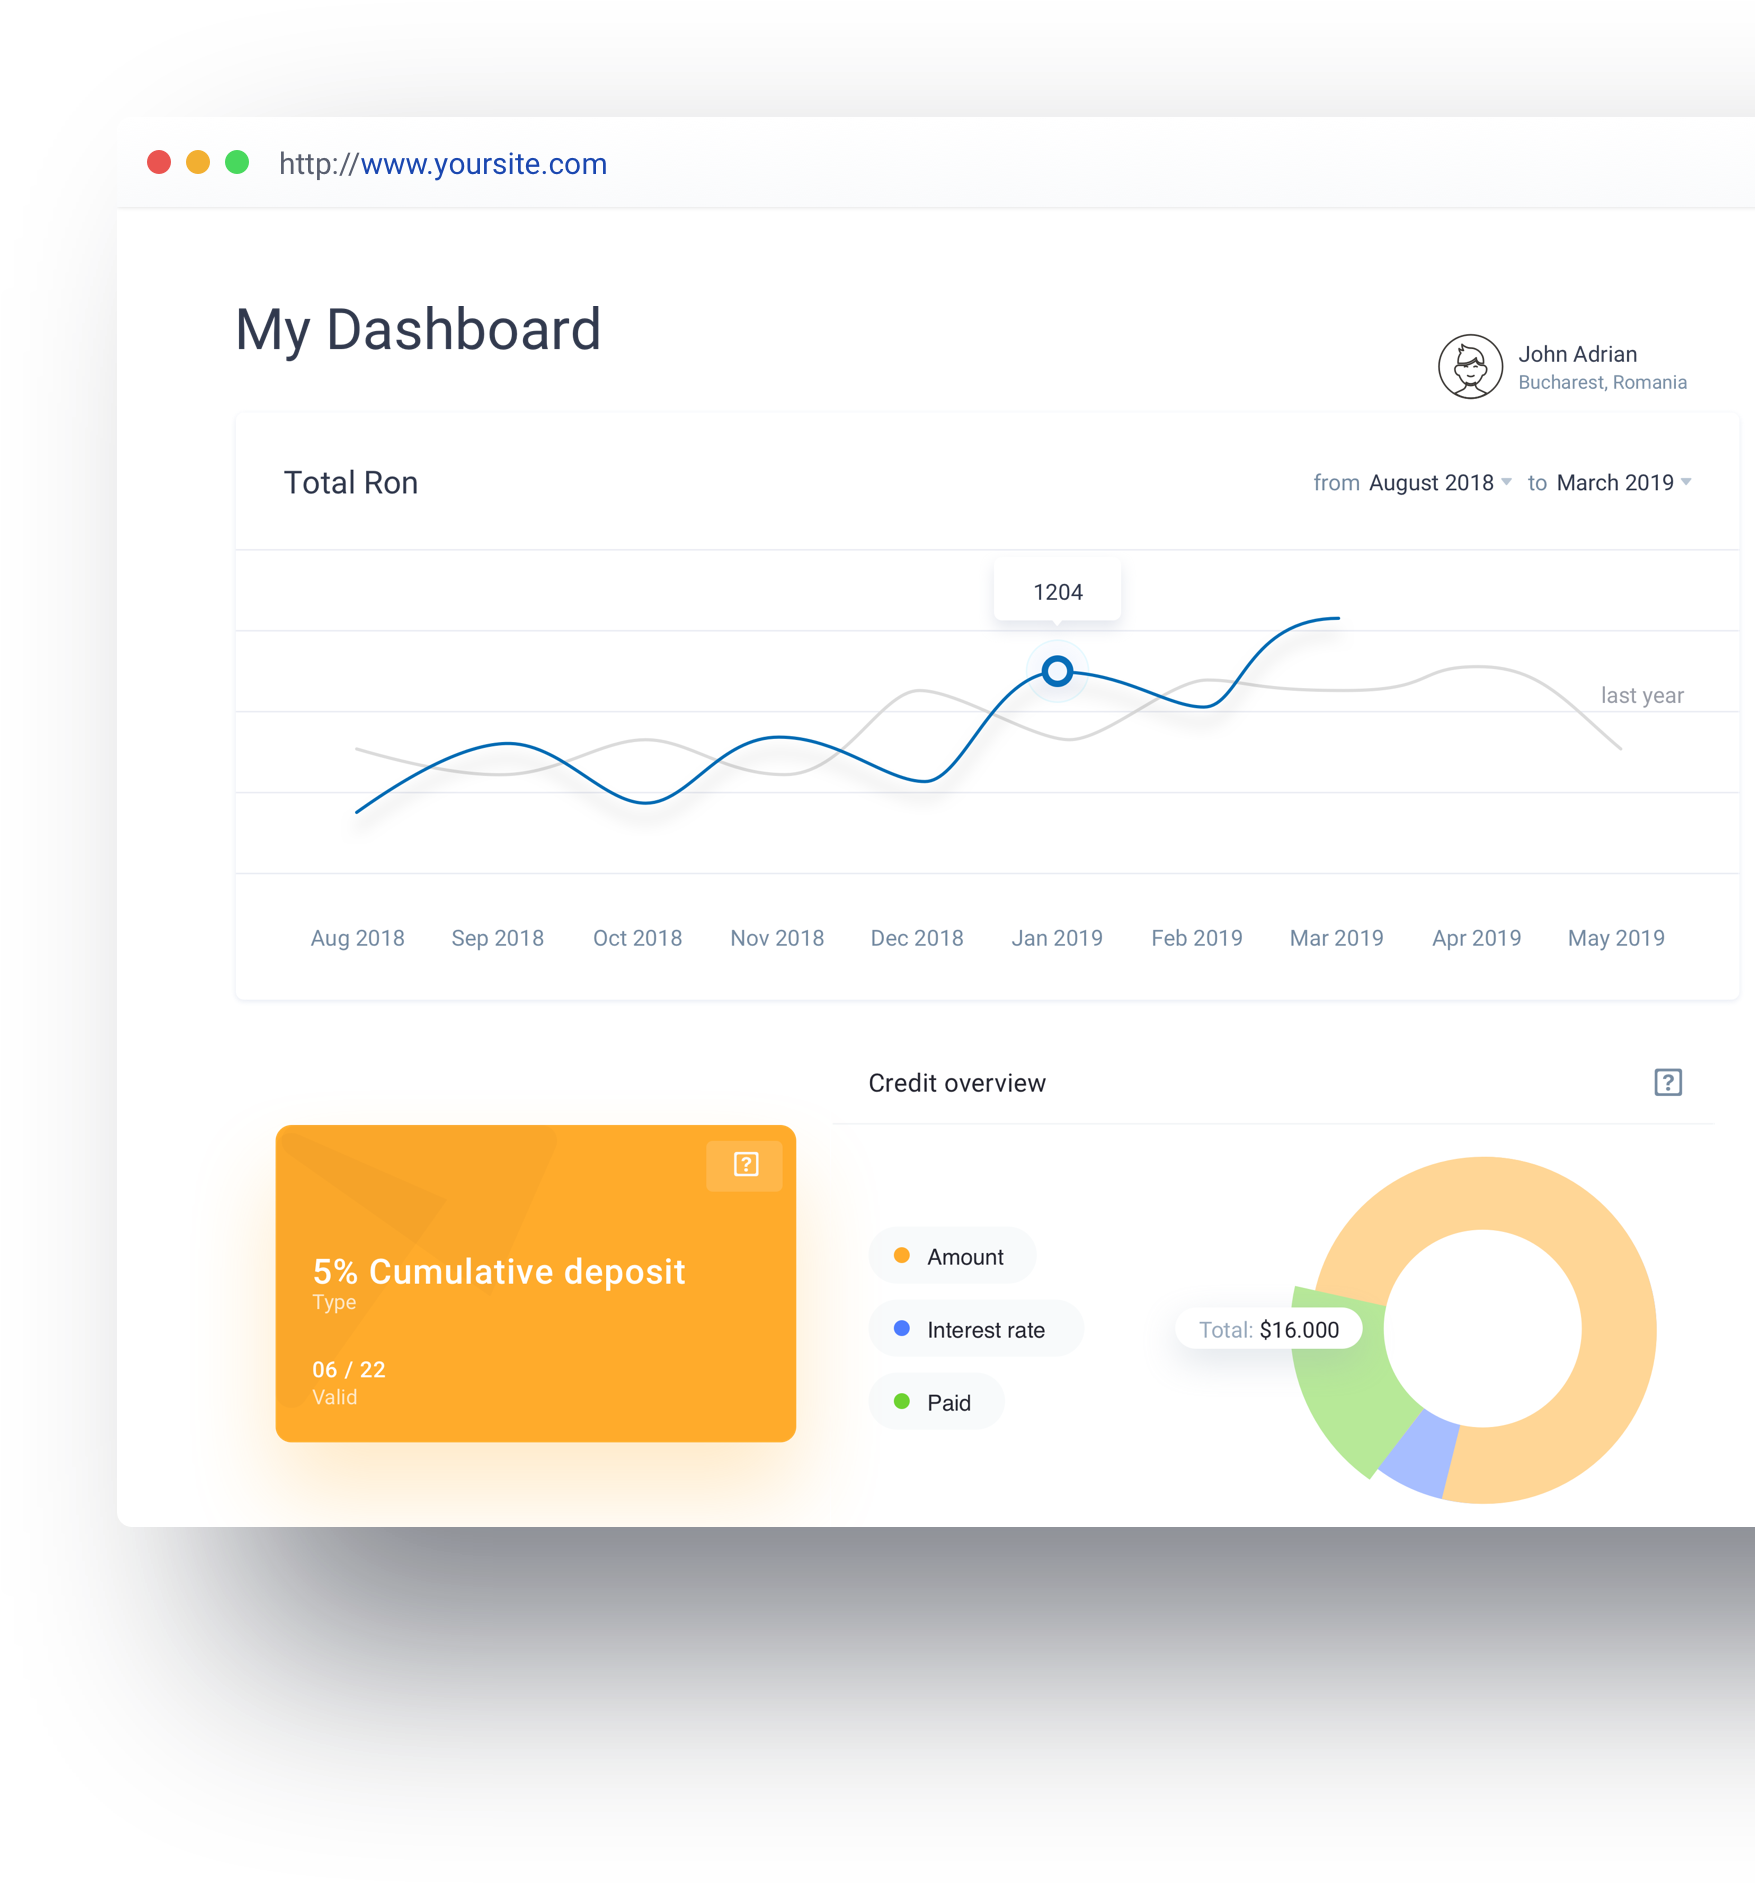 http://www.yoursite.com
My Dashboard
John Adrian
Bucharest, Romania
Total Ron
from August 2018 to March 2019
1204
last year
Aug 2018 Sep 2018 Oct 2018 Nov 2018 Dec 2018 Jan 2019 Feb 2019 Mar 2019 Apr 2019 May 2019
Credit overview
?
?
5% Cumulative deposit
Type
06 / 22
Valid
Amount
Interest rate
Paid
Total: $16.000